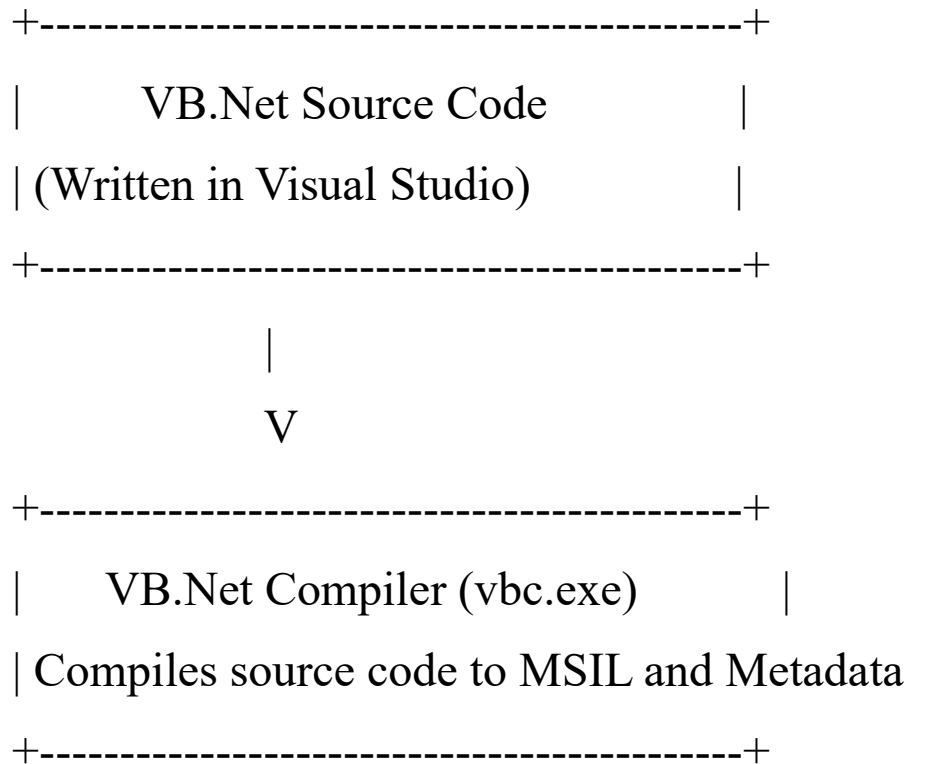 +--------------------------------------------+
| VB.Net Source Code |
| (Written in Visual Studio) |
+--------------------------------------------+
|
V
+--------------------------------------------+
| VB.Net Compiler (vbc.exe) |
| Compiles source code to MSIL and Metadata
+--------------------------------------------+